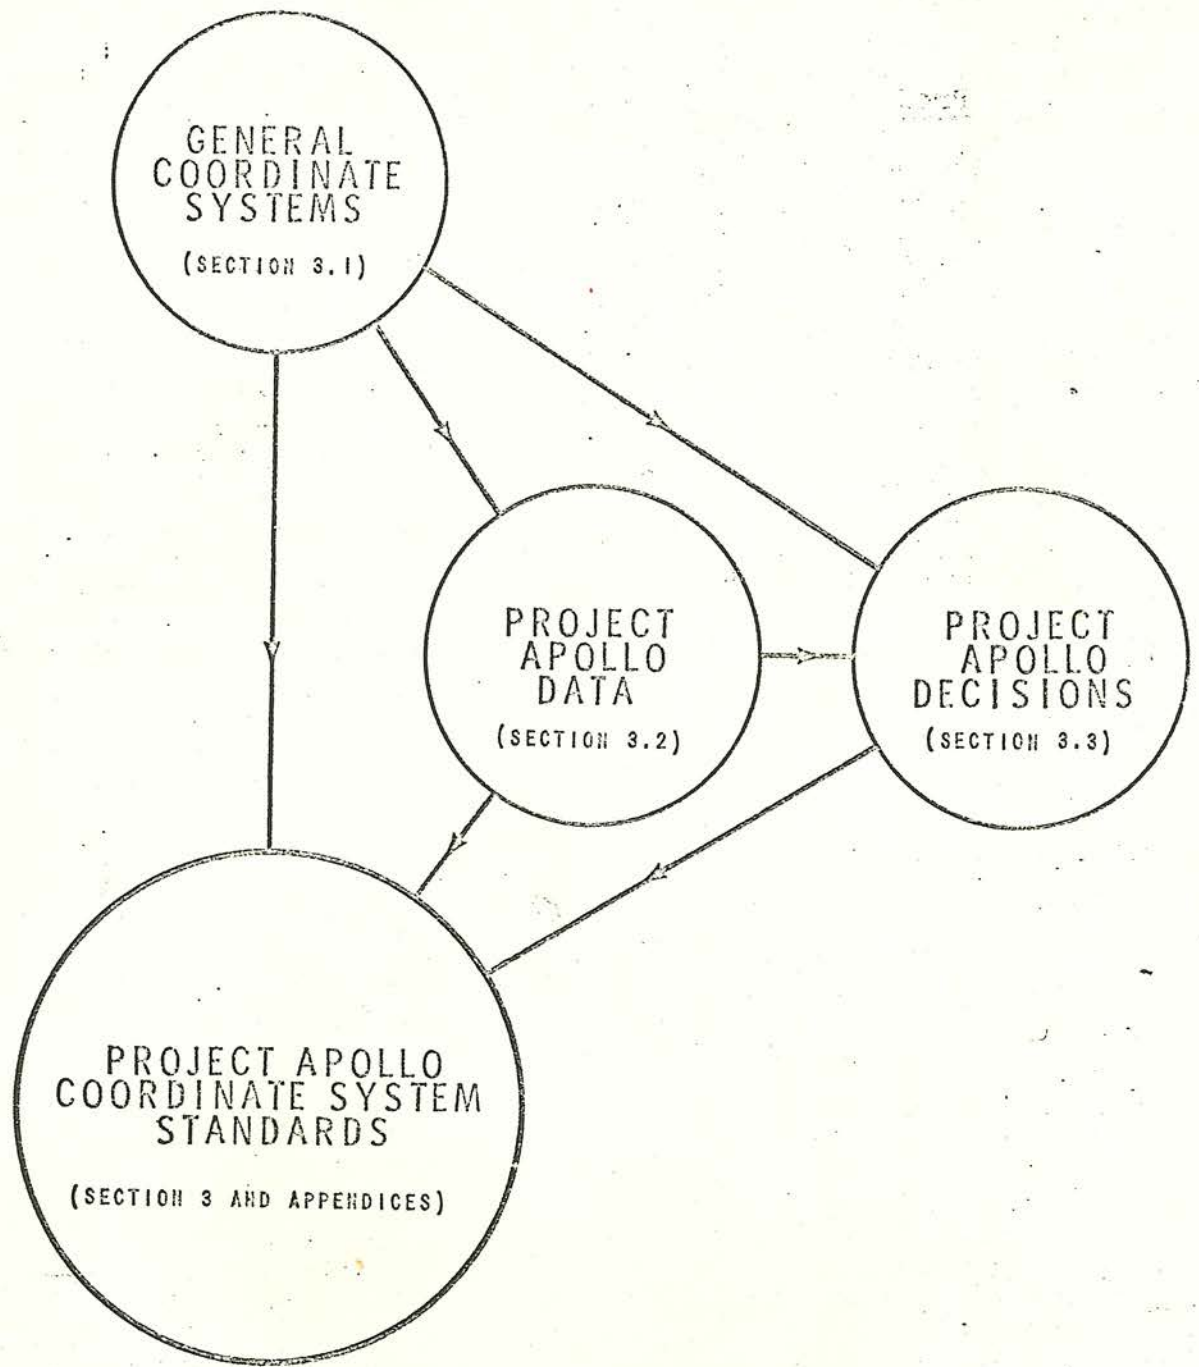 GENERAL
COORDINATE
SYSTEMS
(SECTION 3.1)
PROJECT
APOLLO
DATA
(SECTION 3.2)
PROJECT
APOLLO
DECISIONS
(SECTION 3.3)
PROJECT APOLLO
COORDINATE SYSTEM
STANDARDS
(SECTION 3 AND APPENDICES)